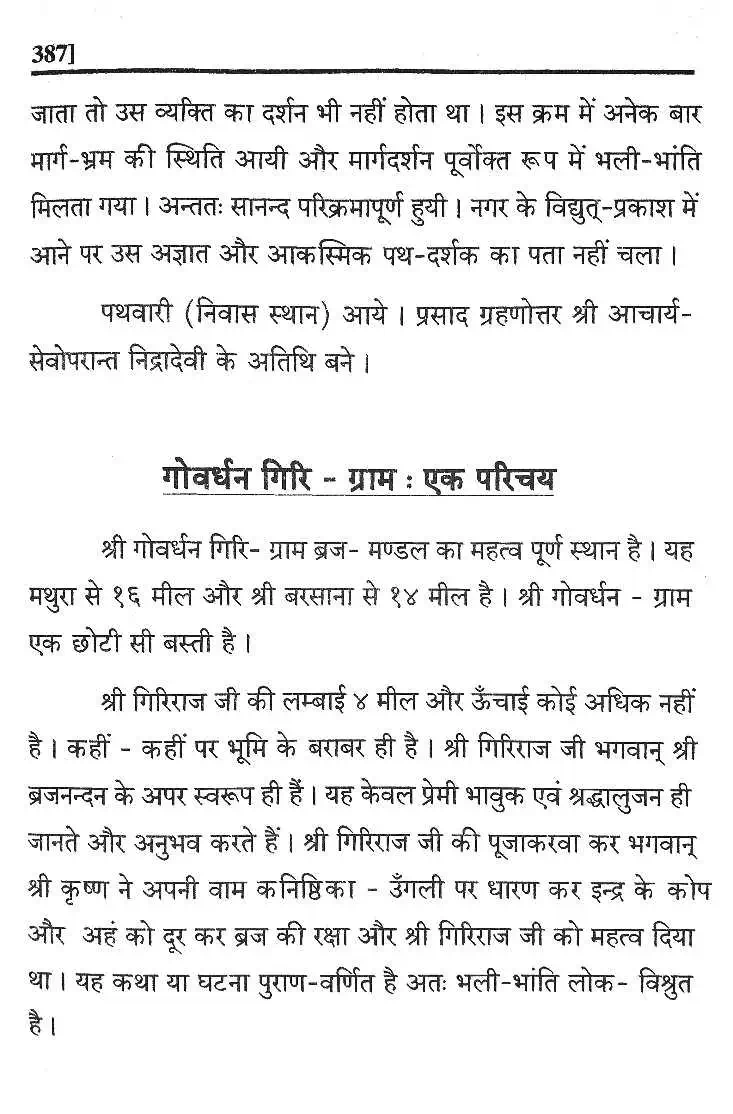 387]
जाता तो उस व्यक्ति का दर्शन भी नहीं होता था । इस क्रम में अनेक बार
मार्ग-भ्रम की स्थिति आयी और मार्गदर्शन पूर्वोक्त रूप में भली-भांति
मिलता गया । अन्ततः सानन्द परिक्रमापूर्ण हुयी । नगर के विद्युत्-प्रकाश में
आने पर उस अज्ञात और आकस्मिक पथ-दर्शक का पता नहीं चला ।
पथवारी (निवास स्थान) आये । प्रसाद ग्रहणोत्तर श्री आचार्य-
सेवोपरान्त निद्रादेवी के अतिथि बने ।
गोवर्धन गिरि - ग्राम : एक परिचय
श्री गोवर्धन गिरि- ग्राम ब्रज- मण्डल का महत्व पूर्ण स्थान है । यह
मथुरा से १६ मील और श्री बरसाना से १४ मील है । श्री गोवर्धन - ग्राम
एक छोटी सी बस्ती है ।
श्री गिरिराज जी की लम्बाई ४ मील और ऊँचाई कोई अधिक नहीं
है । कहीं - कहीं पर भूमि के बराबर ही है । श्री गिरिराज जी भगवान् श्री
ब्रजनन्दन के अपर स्वरूप ही हैं । यह केवल प्रेमी भावुक एवं श्रद्धालुजन ही
जानते और अनुभव करते हैं । श्री गिरिराज जी की पूजाकरवा कर भगवान्
श्री कृष्ण ने अपनी वाम कनिष्ठिका - उँगली पर धारण कर इन्द्र के कोप
और अहं को दूर कर ब्रज की रक्षा और श्री गिरिराज जी को महत्व दिया
था । यह कथा या घटना पुराण-वर्णित है अतः भली-भांति लोक- विश्रुत
है ।